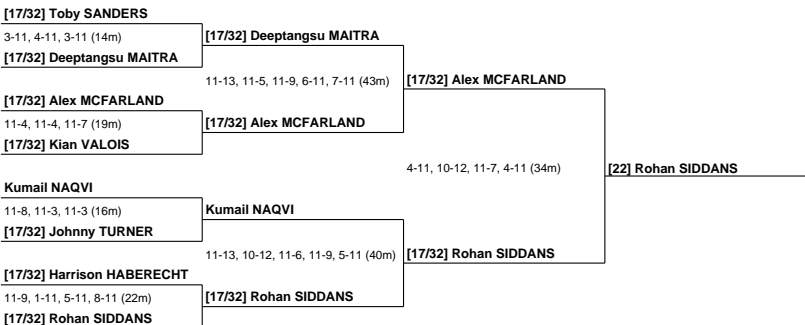 [17/32] Toby SANDERS
3-11, 4-11, 3-11 (14m)
[17/32] Deeptangsu MAITRA
[17/32] Deeptangsu MAITRA
11-13, 11-5, 11-9, 6-11, 7-11 (43m)
[17/32] Alex MCFARLAND
[17/32] Alex MCFARLAND
11-4, 11-4, 11-7 (19m)
[17/32] Alex MCFARLAND
[17/32] Kian VALOIS
4-11, 10-12, 11-7, 4-11 (34m)
[22] Rohan SIDDANS
Kumail NAQVI
11-8, 11-3, 11-3 (16m)
Kumail NAQVI
[17/32] Johnny TURNER
11-13, 10-12, 11-6, 11-9, 5-11 (40m)
[17/32] Rohan SIDDANS
[17/32] Harrison HABERECHT
11-9, 1-11, 5-11, 8-11 (22m)
[17/32] Rohan SIDDANS
[17/32] Rohan SIDDANS